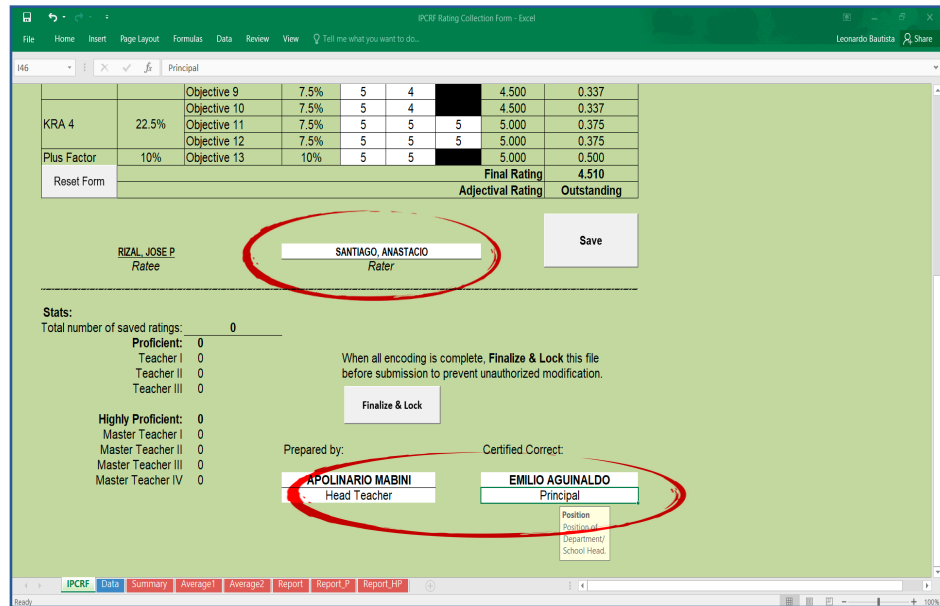 IPCRF Rating Collection Form - Excel
File Home Insert Page Layout Formulas Data Review View Tell me what you want to do... Leonardo Bautista Share
I46 fx Principal
Objective 9 7.5% 5 4 4.500 0.337
Objective 10 7.5% 5 4 4.500 0.337
KRA 4 22.5% Objective 11 7.5% 5 5 5 5.000 0.375
Objective 12 7.5% 5 5 5 5.000 0.375
Plus Factor 10% Objective 13 10% 5 5 5.000 0.500
Reset Form
Final Rating 4.510
Adjectival Rating Outstanding
Save
RIZAL, JOSE P SANTIAGO, ANASTACIO
Ratee Rater
Stats:
Total number of saved ratings: 0
Proficient: 0
Teacher I 0
Teacher II 0
Teacher III 0
When all encoding is complete, Finalize & Lock this file
before submission to prevent unauthorized modification.
Finalize & Lock
Highly Proficient: 0
Master Teacher I 0
Master Teacher II 0
Master Teacher III 0
Master Teacher IV 0
Prepared by: Certified Correct:
APOLINARIO MABINI EMILIO AGUINALDO
Head Teacher Principal
Position
Position of
Department/
School Head.
IPCRF Data Summary Average1 Average2 Report Report_P Report_HP
Ready 100%